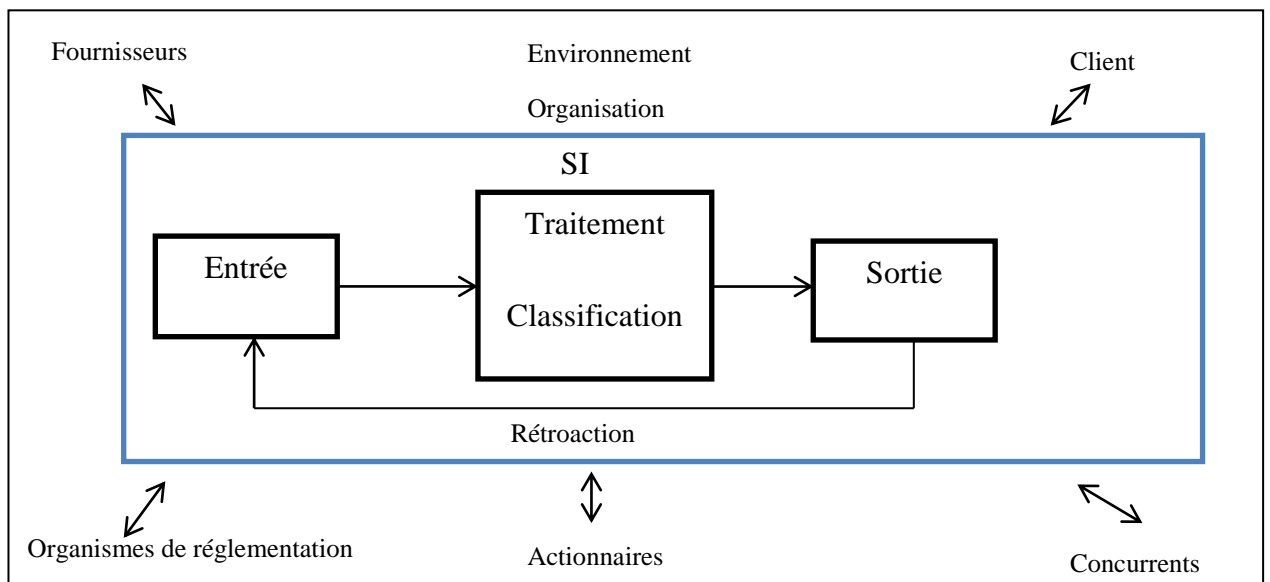 Fournisseurs
Environnement
Client
Organisation
SI
Traitement
Entrée
Sortie
Classification
Rétroaction
Organismes de réglementation
Actionnaires
Concurrents